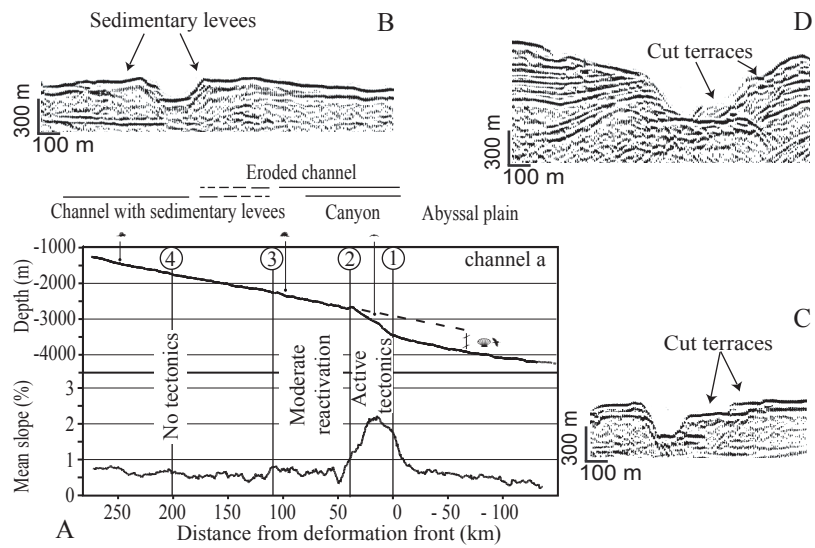 B
Sedimentary levees
300 m
100 m
D
Cut terraces
300 m
100 m
Eroded channel
Channel with sedimentary levees
Canyon
Abyssal plain
-1000
-2000
-3000
-4000
Depth (m)
4
3
2
1
channel a
No tectonics
Moderate
reactivation
Active
tectonics
3
2
1
0
Mean slope (%)
250 200 150 100 50 0 - 50 - 100
Distance from deformation front (km)
A
C
Cut terraces
300 m
100 m